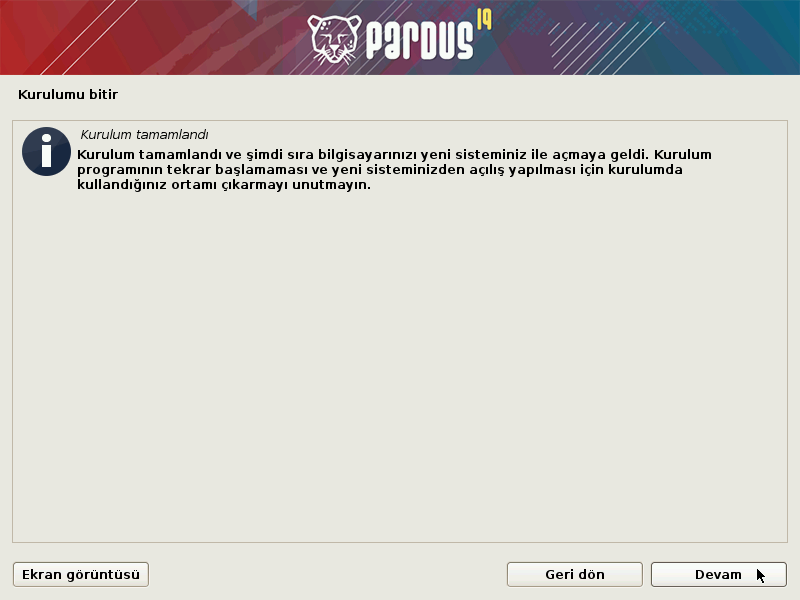 pardus 19
Kurulumu bitir
Kurulum tamamlandı
Kurulum tamamlandı ve şimdi sıra bilgisayarınızı yeni sisteminiz ile açmaya geldi. Kurulum
programının tekrar başlamaması ve yeni sisteminizden açılış yapılması için kurulumda
kullandığınız ortamı çıkarmayı unutmayın.
Ekran görüntüsü
Geri dön
Devam